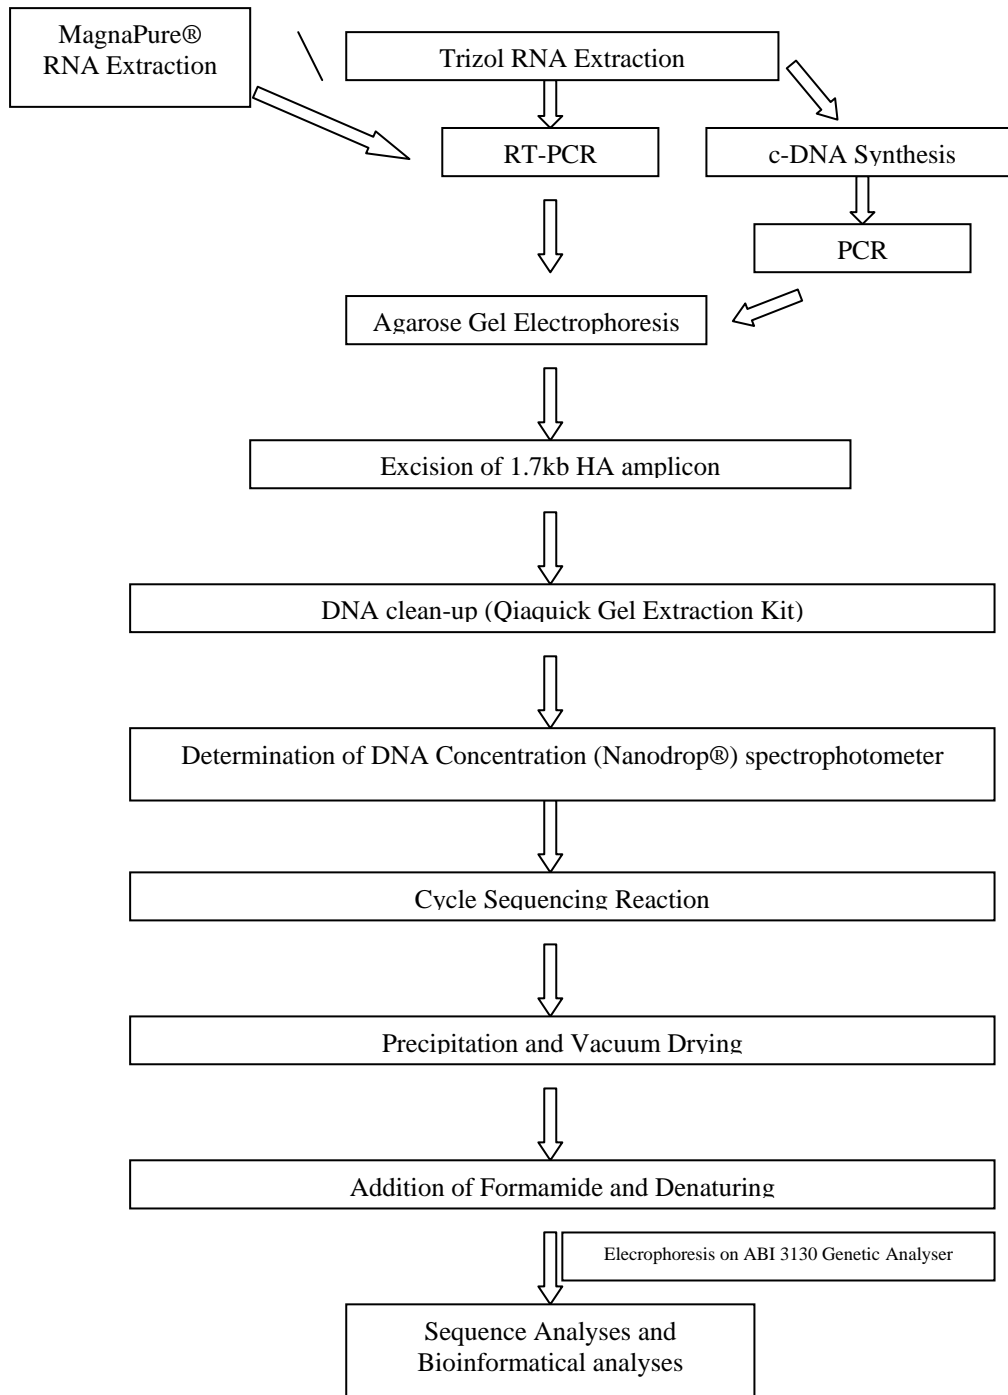 MagnaPure®
RNA Extraction
Trizol RNA Extraction
RT-PCR
c-DNA Synthesis
PCR
Agarose Gel Electrophoresis
Excision of 1.7kb HA amplicon
DNA clean-up (Qiaquick Gel Extraction Kit)
Determination of DNA Concentration (Nanodrop®) spectrophotometer
Cycle Sequencing Reaction
Precipitation and Vacuum Drying
Addition of Formamide and Denaturing
Elecrophoresis on ABI 3130 Genetic Analyser
Sequence Analyses and
Bioinformatical analyses